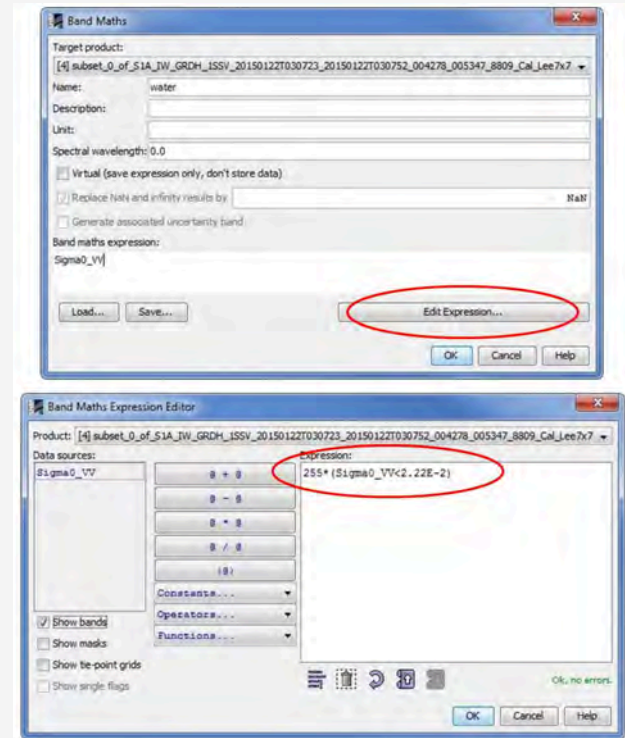 Band Maths
Target product:
[4] subset_0_of_S1A_IW_GRDH_1SSV_20150122T030723_20150122T030752_004278_005347_8809_Cal_Lee7x7
Name: water
Description:
Unit:
Spectral wavelength: 0.0
Virtual (save expression only, don't store data)
Replace NaN and infinity results by NaN
Generate associated uncertainty band
Band maths expression:
Sigma0_VV
Load... Save... Edit Expression...
OK Cancel Help
Band Maths Expression Editor
Product: [4] subset_0_of_S1A_IW_GRDH_1SSV_20150122T030723_20150122T030752_004278_005347_8809_Cal_Lee7x7
Data sources: Expression:
Sigma0_VV @ + @ 255*(Sigma0_VV<2.22E-2)
@ - @
@ * @
@ / @
(@)
Constants...
Show bands Operators...
Show masks Functions...
Show tie-point grids
Show single flags Ok, no errors.
OK Cancel Help